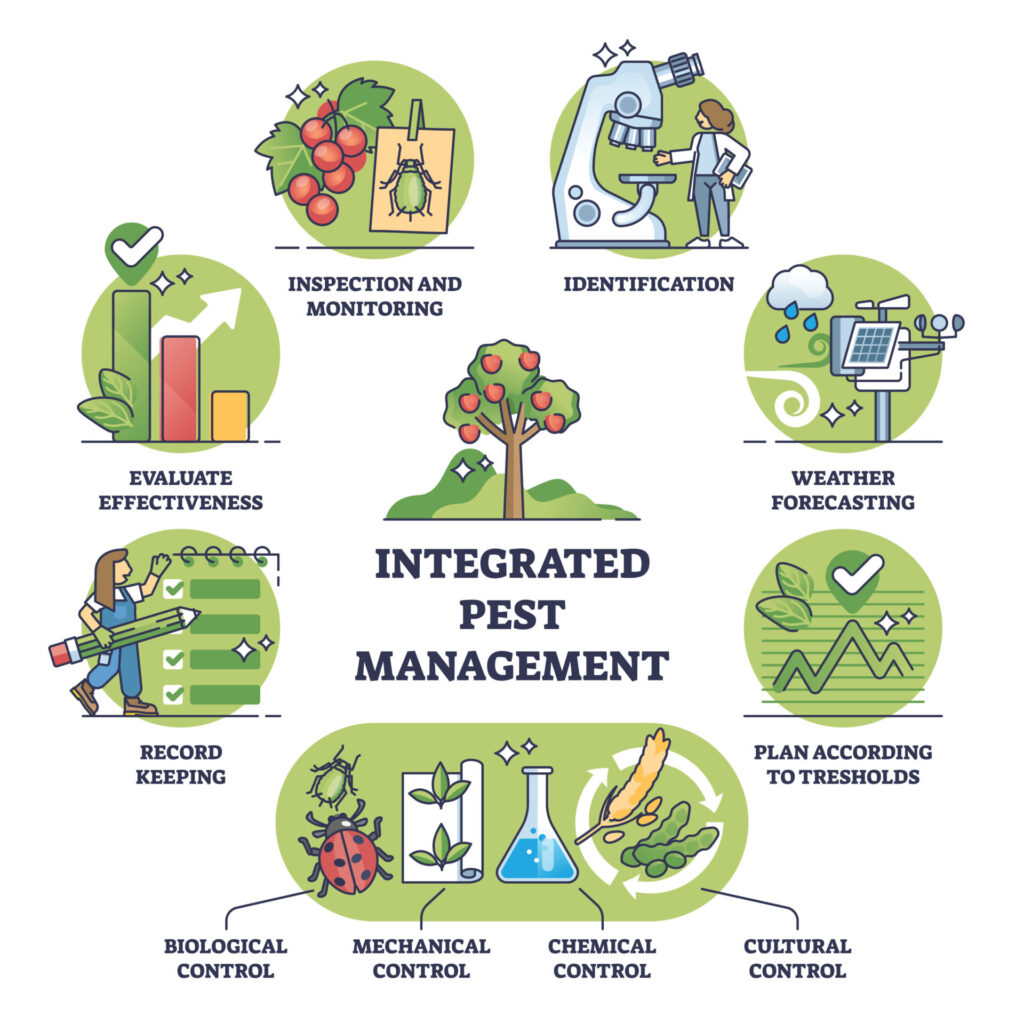 INSPECTION AND
MONITORING
IDENTIFICATION
EVALUATE
EFFECTIVENESS
WEATHER
FORECASTING
INTEGRATED
PEST
MANAGEMENT
RECORD
KEEPING
PLAN ACCORDING
TO TRESHOLDS
BIOLOGICAL
CONTROL
MECHANICAL
CONTROL
CHEMICAL
CONTROL
CULTURAL
CONTROL